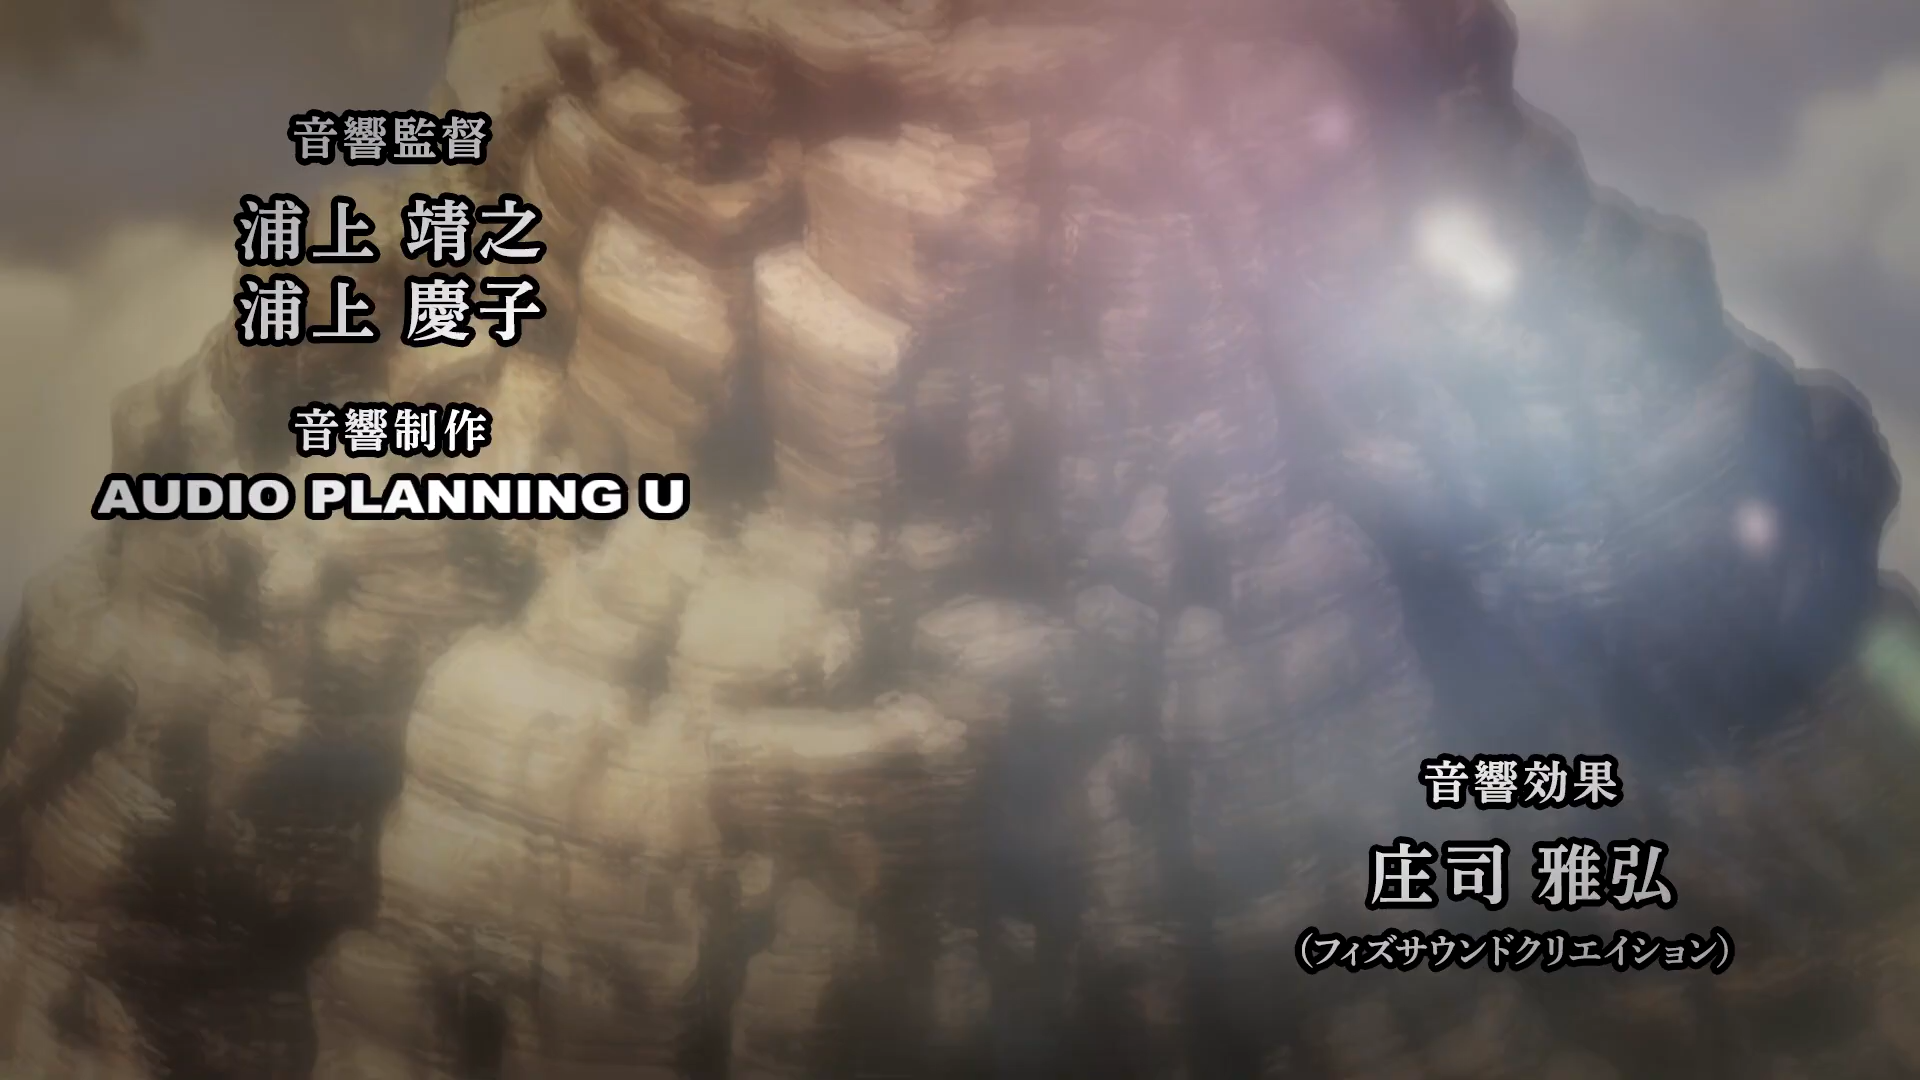 音響監督
浦上 靖之
浦上 慶子
音響制作
AUDIO PLANNING U
音響効果
庄司 雅弘
（フィズサウンドクリエイション）